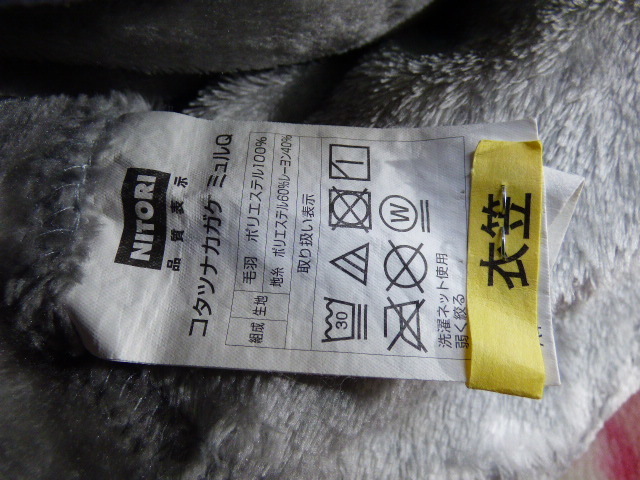 NITORI
品質表示
コタツナカガケ ミュルQ
組成 生地 毛羽 ポリエステル100%
地糸 ポリエステル60%レーヨン40%
取り扱い表示
30
W
洗濯ネット使用
弱く絞る
衣笠